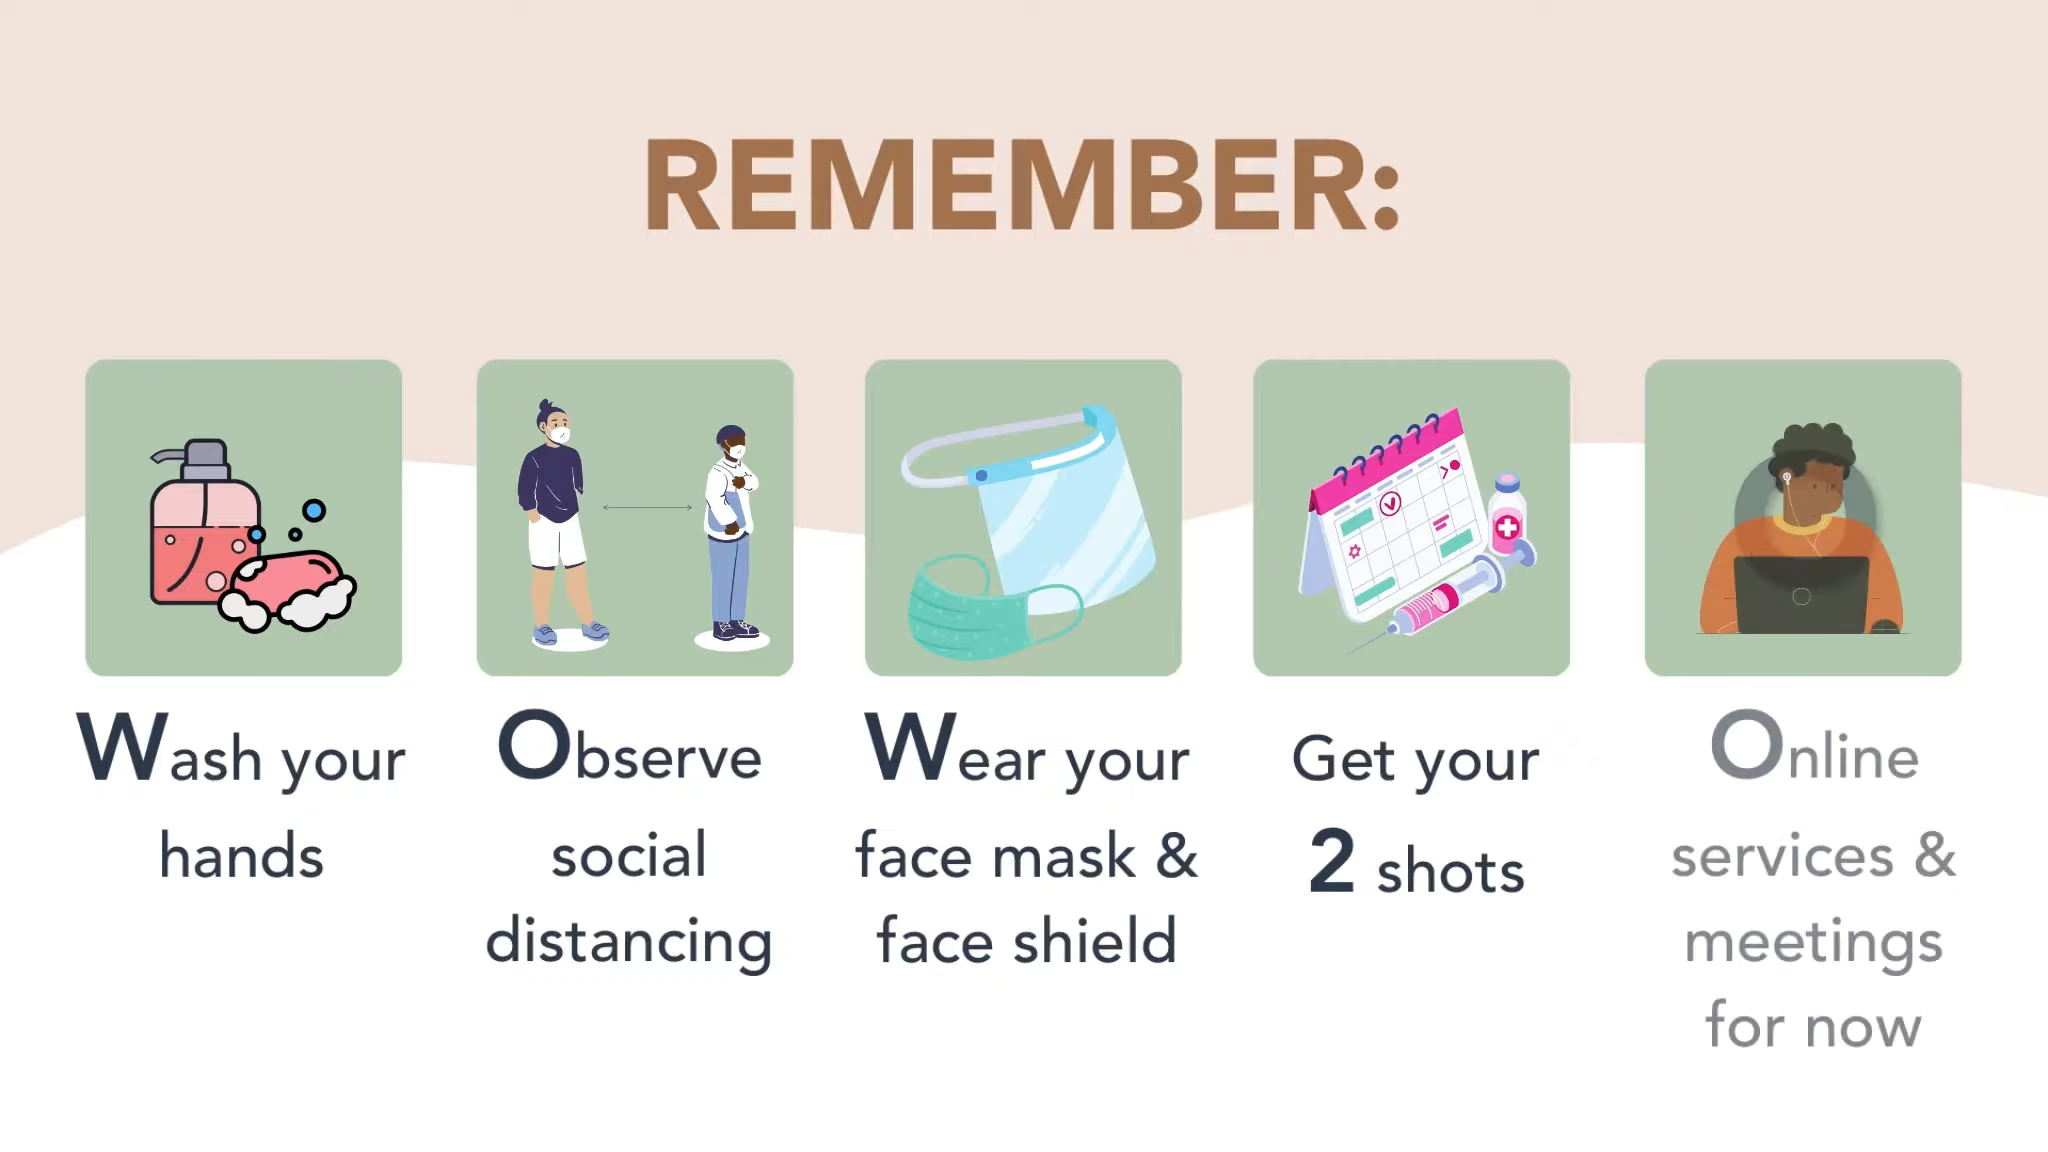 REMEMBER:
Wash your
hands
Observe
social
distancing
Wear your
face mask &
face shield
Get your
2 shots
Online
services &
meetings
for now